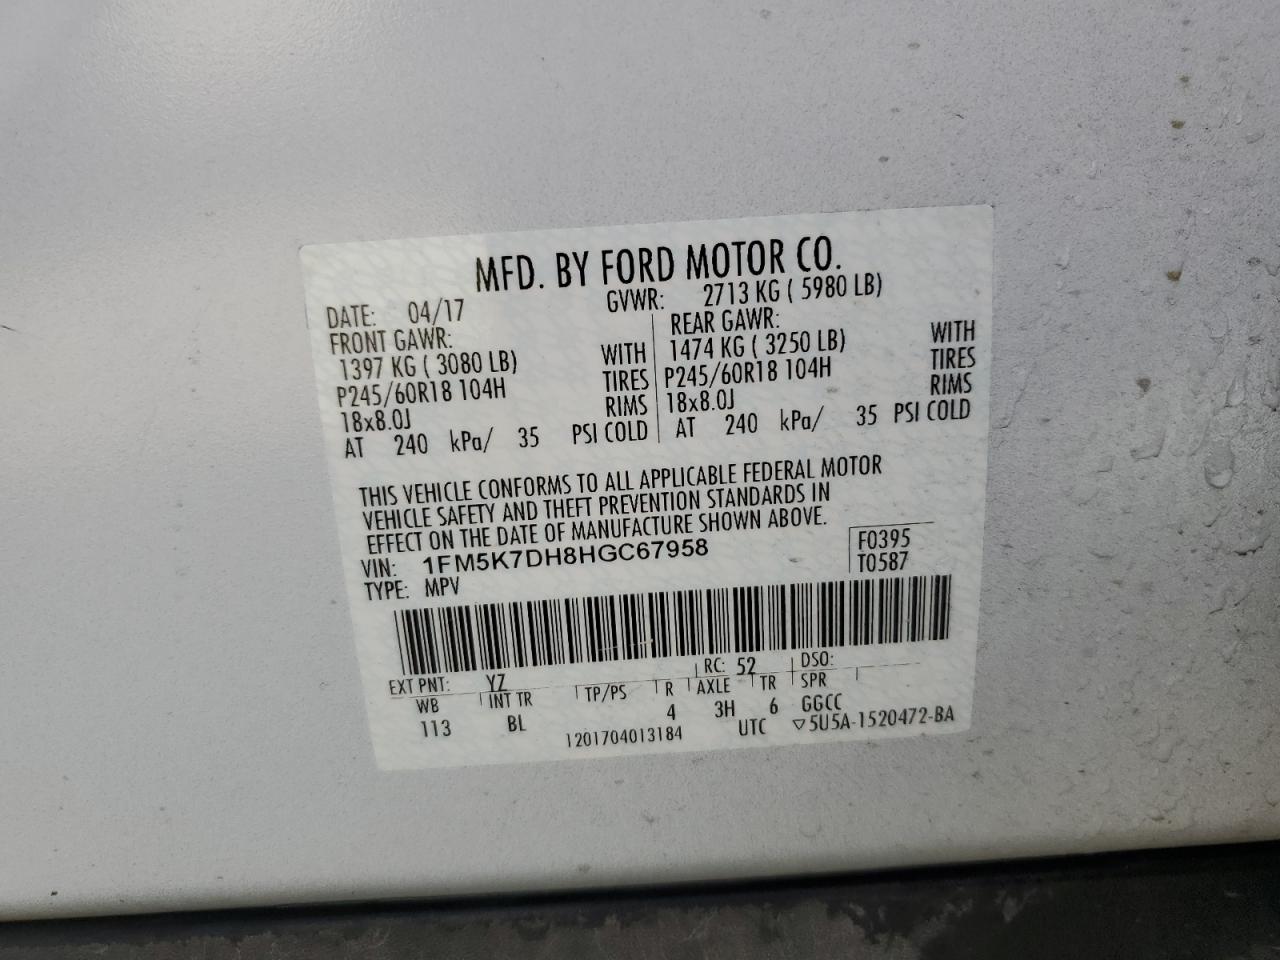 MFD. BY FORD MOTOR CO.
DATE: 04/17 GVWR: 2713 KG ( 5980 LB)
FRONT GAWR: REAR GAWR:
1397 KG ( 3080 LB) WITH 1474 KG ( 3250 LB) WITH
P245/60R18 104H TIRES P245/60R18 104H TIRES
18x8.0J RIMS 18x8.0J RIMS
AT 240 kPa/ 35 PSI COLD AT 240 kPa/ 35 PSI COLD
THIS VEHICLE CONFORMS TO ALL APPLICABLE FEDERAL MOTOR
VEHICLE SAFETY AND THEFT PREVENTION STANDARDS IN
EFFECT ON THE DATE OF MANUFACTURE SHOWN ABOVE.
VIN: 1FM5K7DH8HGC67958 F0395
TYPE: MPV T0587
EXT PNT: YZ RC: 52 DSO:
WB INT TR TP/PS R AXLE TR SPR
113 BL 4 3H 6 GGCC
1201704013184 UTC ▽5U5A-1520472-BA